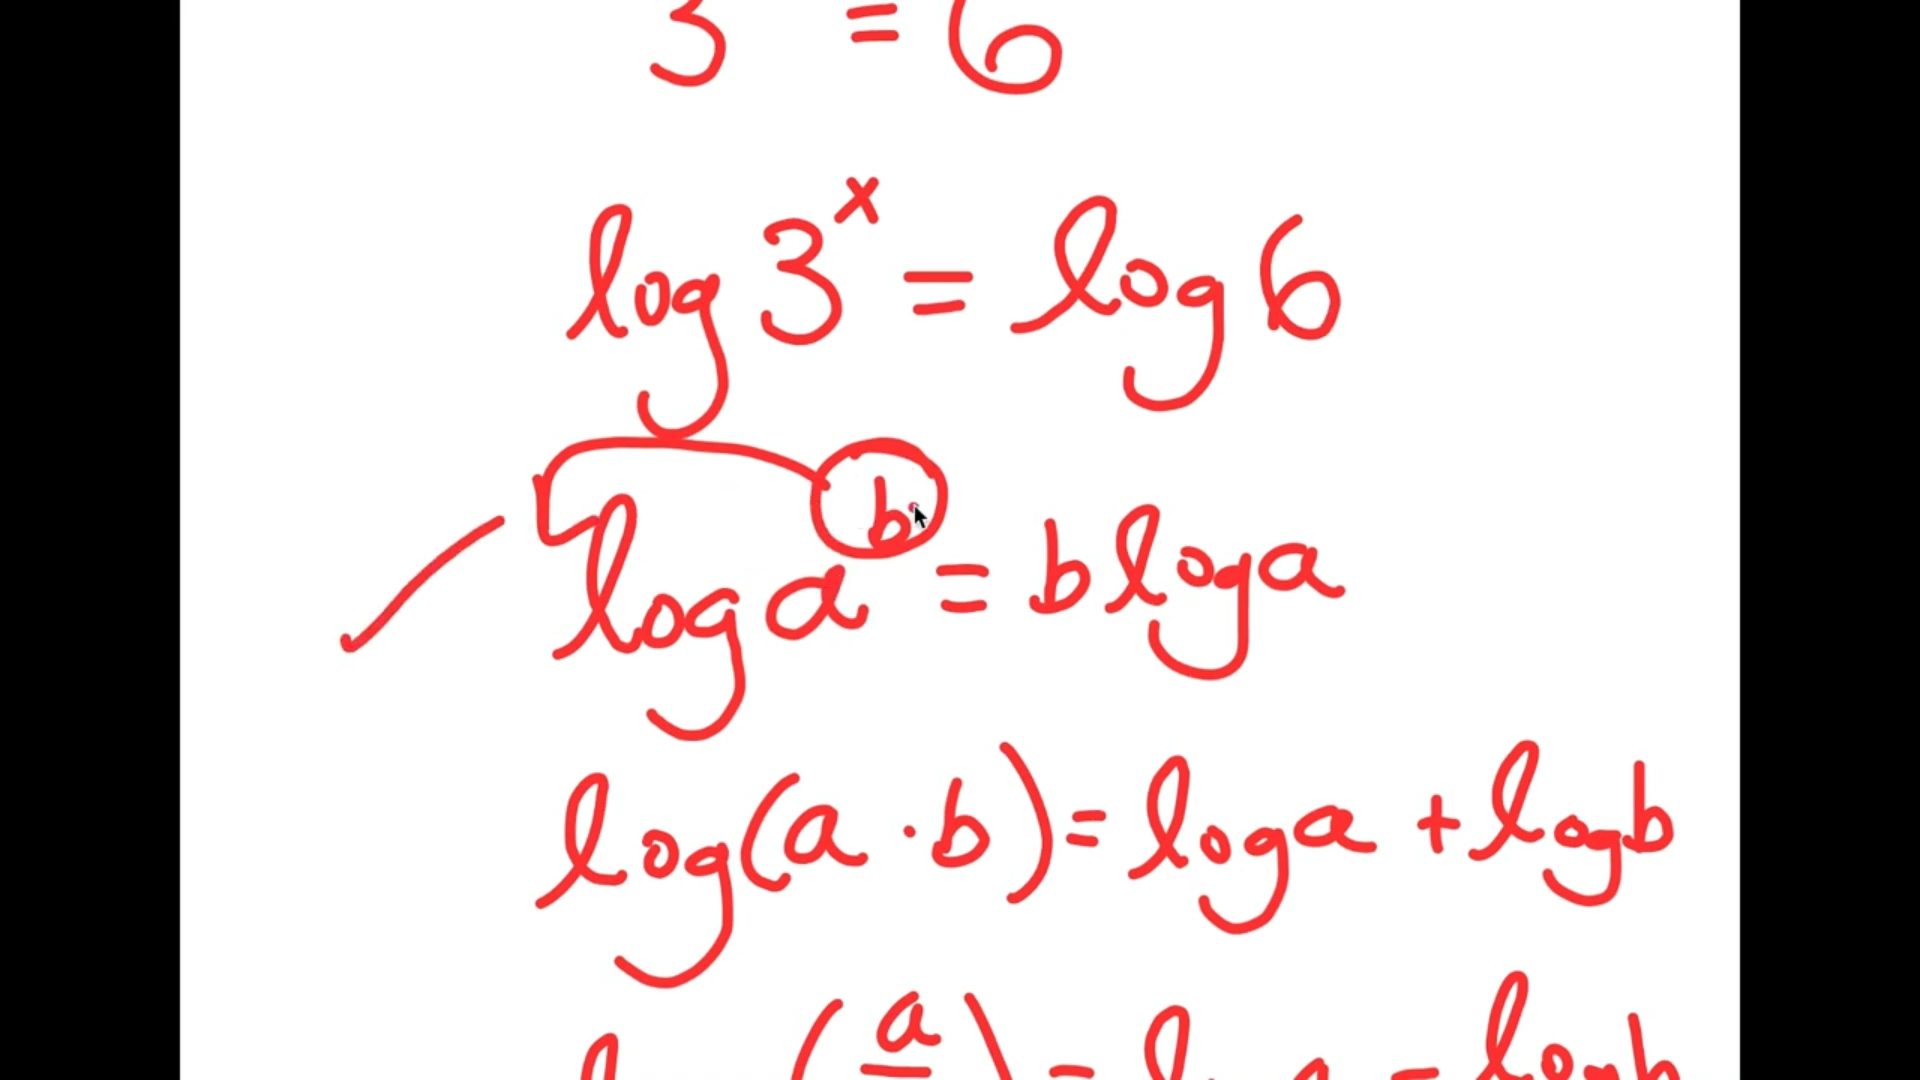 3 = 6
log 3^x = log 6
log a^b = b log a
log(a · b) = log a + log b
(a